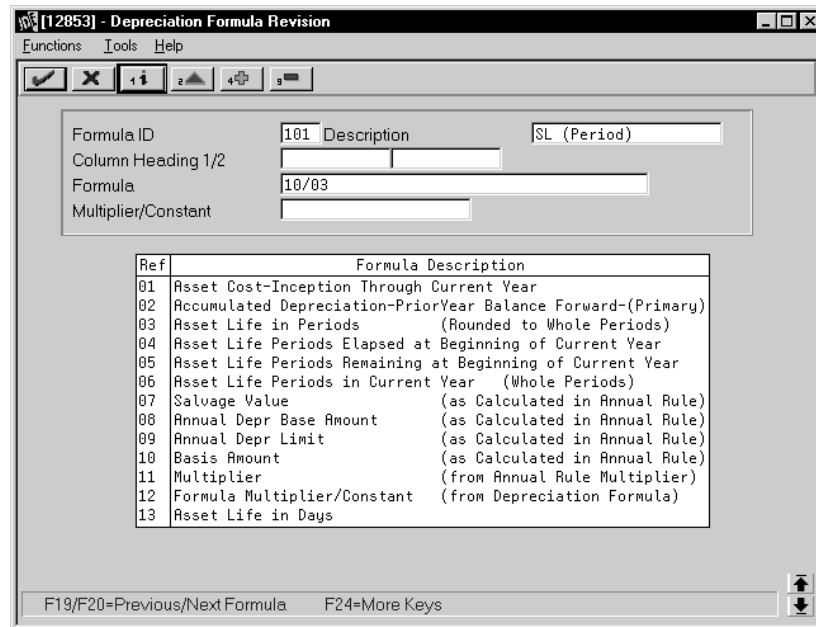 [12853] - Depreciation Formula Revision
Functions Tools Help
1 i 2 4 9
Formula ID 101 Description SL (Period)
Column Heading 1/2
Formula 10/03
Multiplier/Constant
Ref Formula Description
01 Asset Cost-Inception Through Current Year
02 Accumulated Depreciation-PriorYear Balance Forward-(Primary)
03 Asset Life in Periods (Rounded to Whole Periods)
04 Asset Life Periods Elapsed at Beginning of Current Year
05 Asset Life Periods Remaining at Beginning of Current Year
06 Asset Life Periods in Current Year (Whole Periods)
07 Salvage Value (as Calculated in Annual Rule)
08 Annual Depr Base Amount (as Calculated in Annual Rule)
09 Annual Depr Limit (as Calculated in Annual Rule)
10 Basis Amount (as Calculated in Annual Rule)
11 Multiplier (from Annual Rule Multiplier)
12 Formula Multiplier/Constant (from Depreciation Formula)
13 Asset Life in Days
F19/F20=Previous/Next Formula F24=More Keys